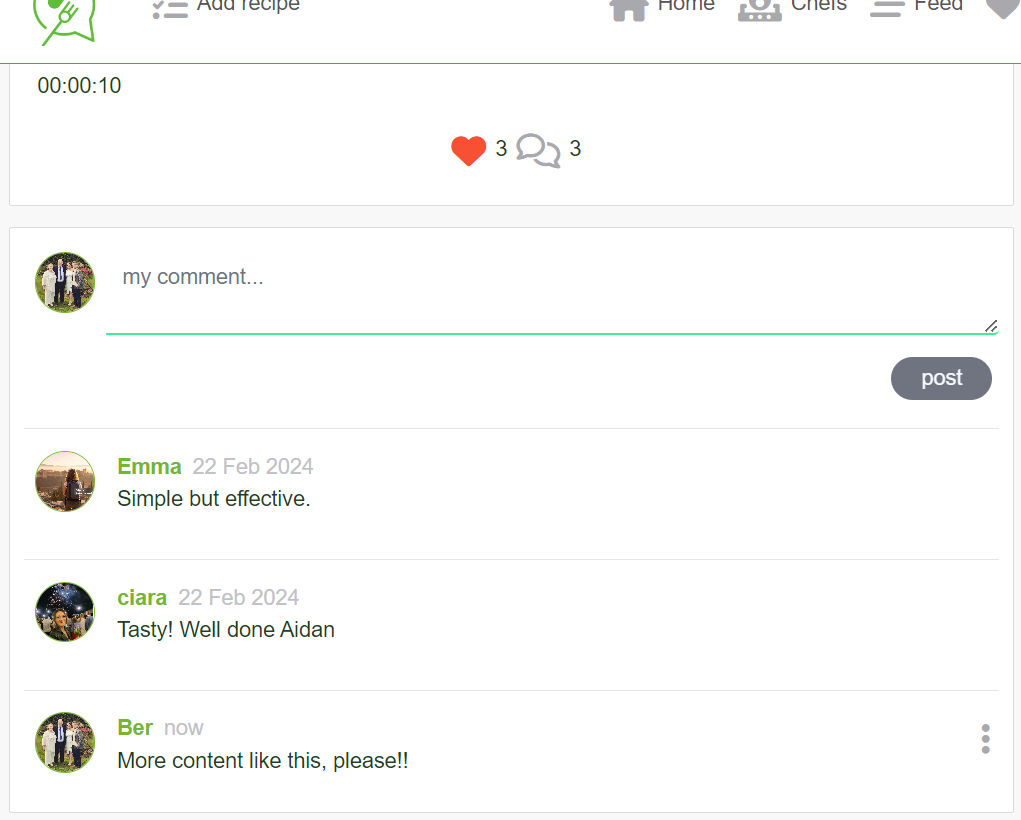 Add recipe Home Chefs Feed
00:00:10
3 3
my comment...
post
Emma 22 Feb 2024
Simple but effective.
ciara 22 Feb 2024
Tasty! Well done Aidan
Ber now
More content like this, please!!